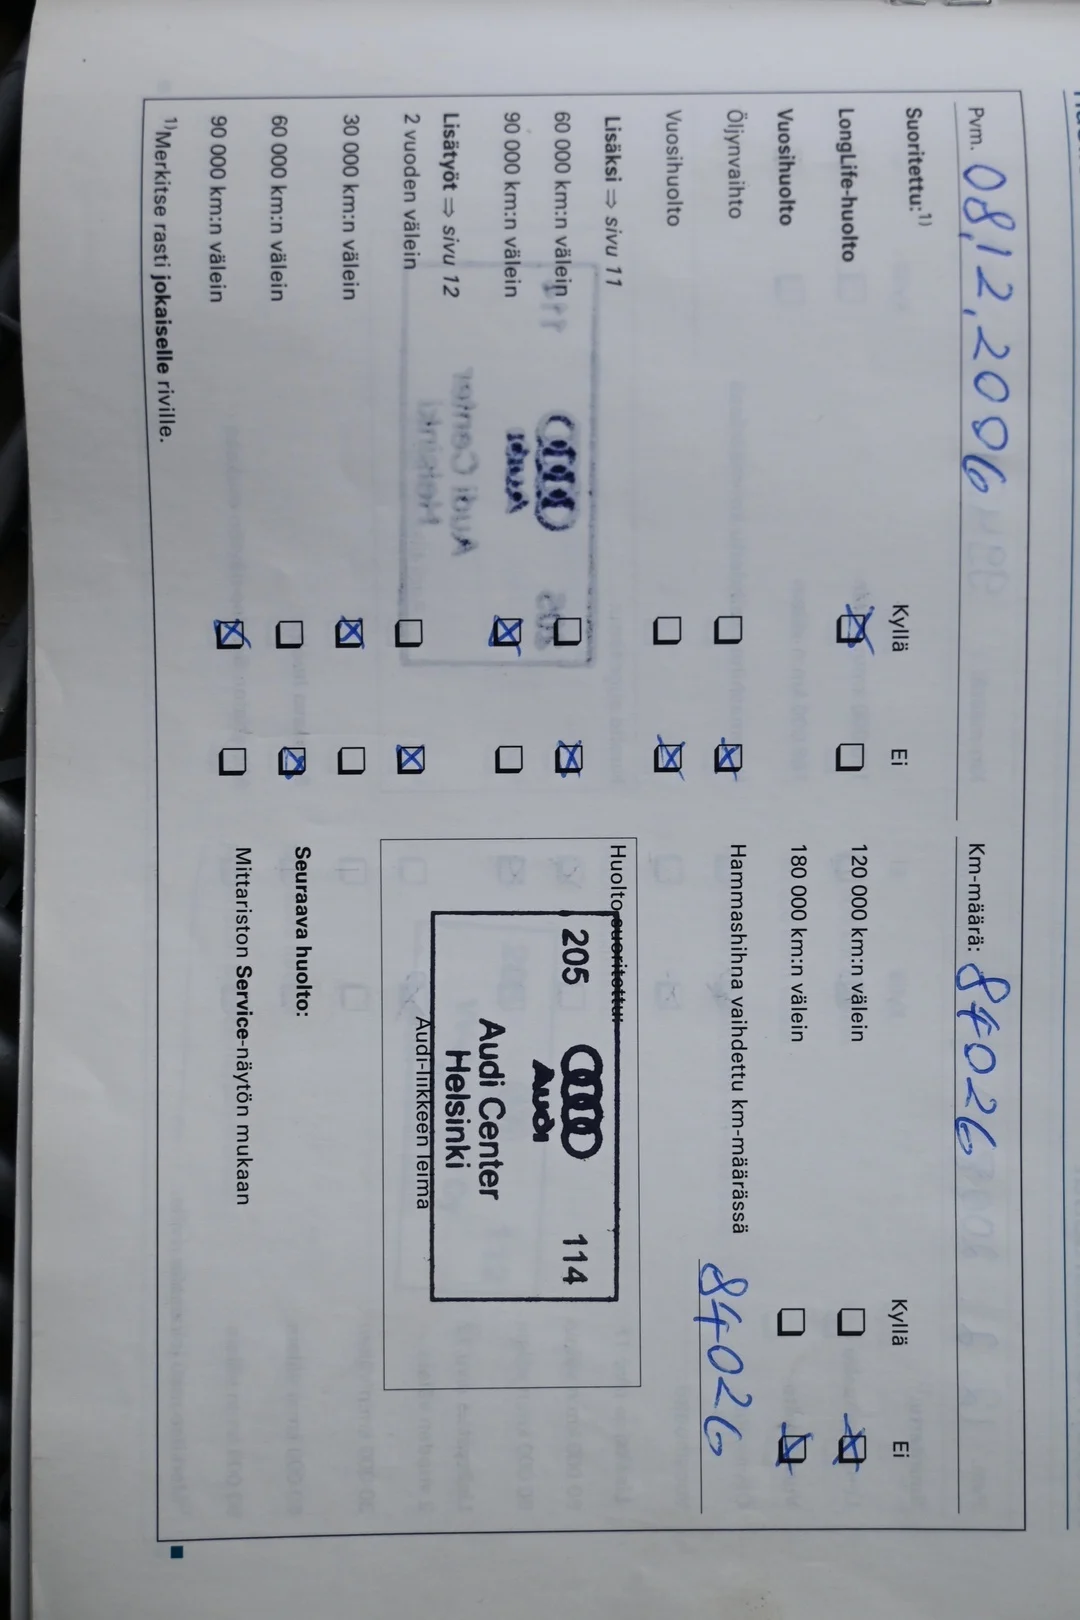 Pvm. 08.12.2006 Km-määrä: 84026
Suoritettu:1) Kyllä Ei Kyllä Ei
LongLife-huolto 120 000 km:n välein
Vuosihuolto 180 000 km:n välein
Öljynvaihto Hammashihna vaihdettu km-määrässä
84026
Vuosihuolto
Lisäksi ⇒ sivu 11 Huolto suoritettu:
60 000 km:n välein 205 114
90 000 km:n välein Audi
Lisätyöt ⇒ sivu 12 Audi Center
Helsinki
2 vuoden välein Audi-liikkeen leima
30 000 km:n välein
60 000 km:n välein Seuraava huolto:
90 000 km:n välein Mittariston Service-näytön mukaan
1)Merkitse rasti jokaiselle riville.